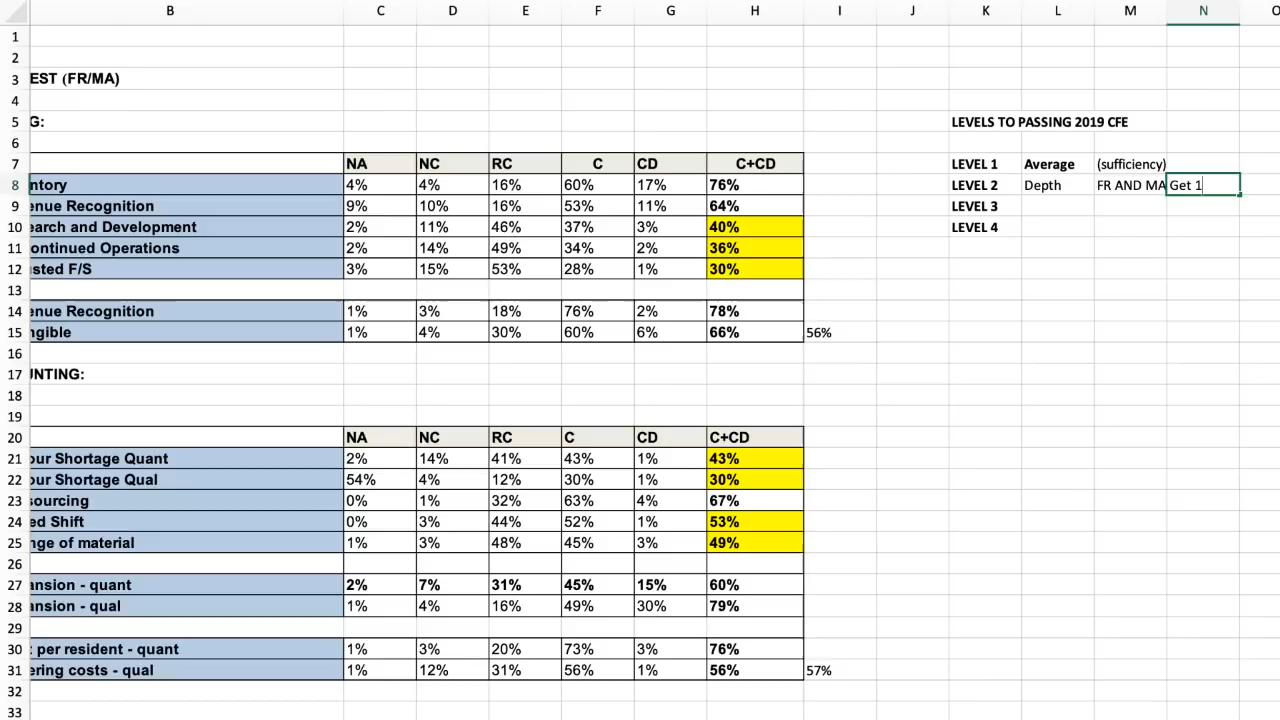 B C D E F G H I J K L M N O
1
2
3 EST (FR/MA)
4
5 G: LEVELS TO PASSING 2019 CFE
6
7 NA NC RC C CD C+CD LEVEL 1 Average (sufficiency)
8 ntory 4% 4% 16% 60% 17% 76% LEVEL 2 Depth FR AND MA Get 1
9 enue Recognition 9% 10% 16% 53% 11% 64% LEVEL 3
10 earch and Development 2% 11% 46% 37% 3% 40% LEVEL 4
11 ontinued Operations 2% 14% 49% 34% 2% 36%
12 usted F/S 3% 15% 53% 28% 1% 30%
13
14 enue Recognition 1% 3% 18% 76% 2% 78%
15 ngible 1% 4% 30% 60% 6% 66% 56%
16
17 UNTING:
18
19
20 NA NC RC C CD C+CD
21 our Shortage Quant 2% 14% 41% 43% 1% 43%
22 our Shortage Qual 54% 4% 12% 30% 1% 30%
23 sourcing 0% 1% 32% 63% 4% 67%
24 ed Shift 0% 3% 44% 52% 1% 53%
25 nge of material 1% 3% 48% 45% 3% 49%
26
27 ansion - quant 2% 7% 31% 45% 15% 60%
28 ansion - qual 1% 4% 16% 49% 30% 79%
29
30 t per resident - quant 1% 3% 20% 73% 3% 76%
31 ering costs - qual 1% 12% 31% 56% 1% 56% 57%
32
33